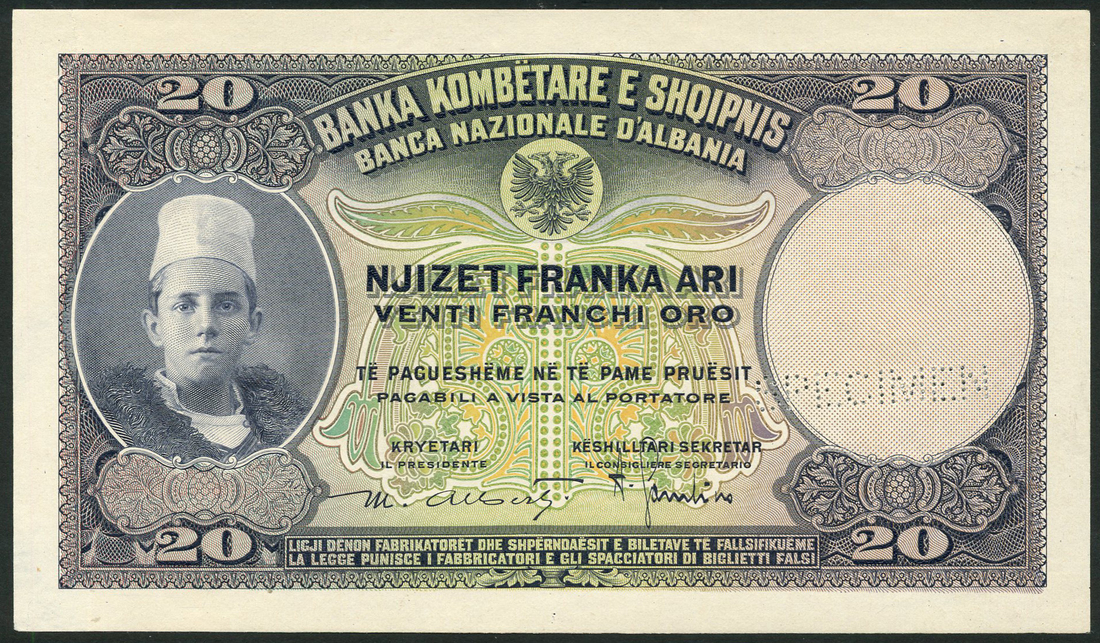 20
20
BANKA KOMBËTARE E SHQIPNIS
BANCA NAZIONALE D'ALBANIA
NJIZET FRANKA ARI
VENTI FRANCHI ORO
TË PAGUESHËME NË TË PAME PRUËSIT
PAGABILI A VISTA AL PORTATORE
SPECIMEN
KRYETARI
KËSHILLTARI SEKRETAR
IL PRESIDENTE
IL CONSIGLIERE SEGRETARIO
M. Alberti.
20
20
LIGJI DENON FABRIKATORËT DHE SHPËRNDAËSIT E BILETAVE TË FALLSIFIKUEME
LA LEGGE PUNISCE I FABBRICATORI E GLI SPACCIATORI DI BIGLIETTI FALSI